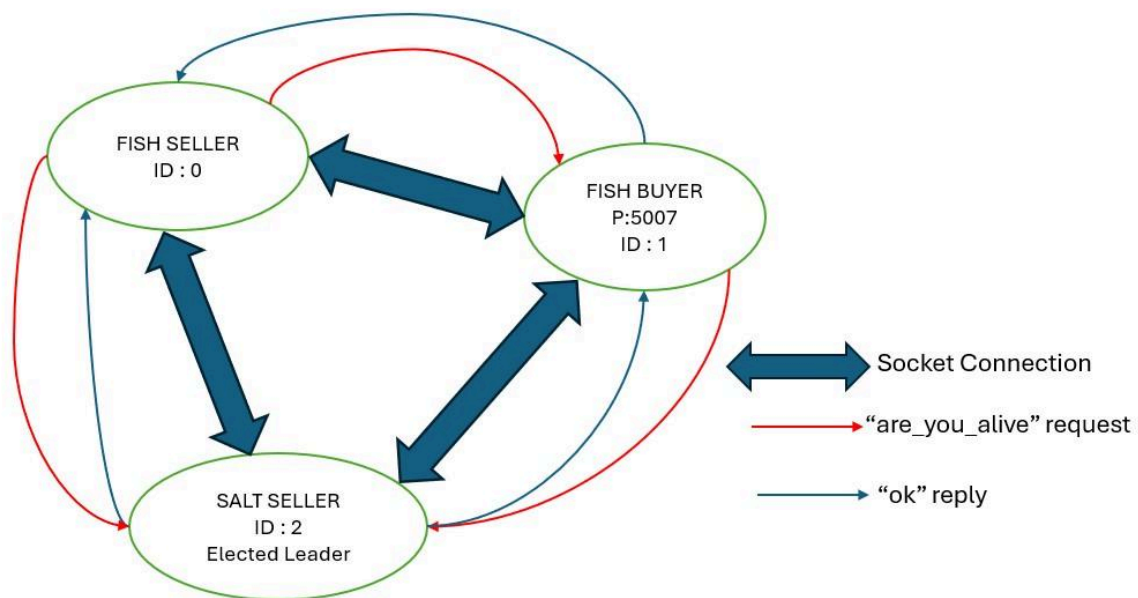 FISH SELLER
ID : 0
FISH BUYER
P:5007
ID : 1
SALT SELLER
ID : 2
Elected Leader
Socket Connection
“are_you_alive” request
“ok” reply